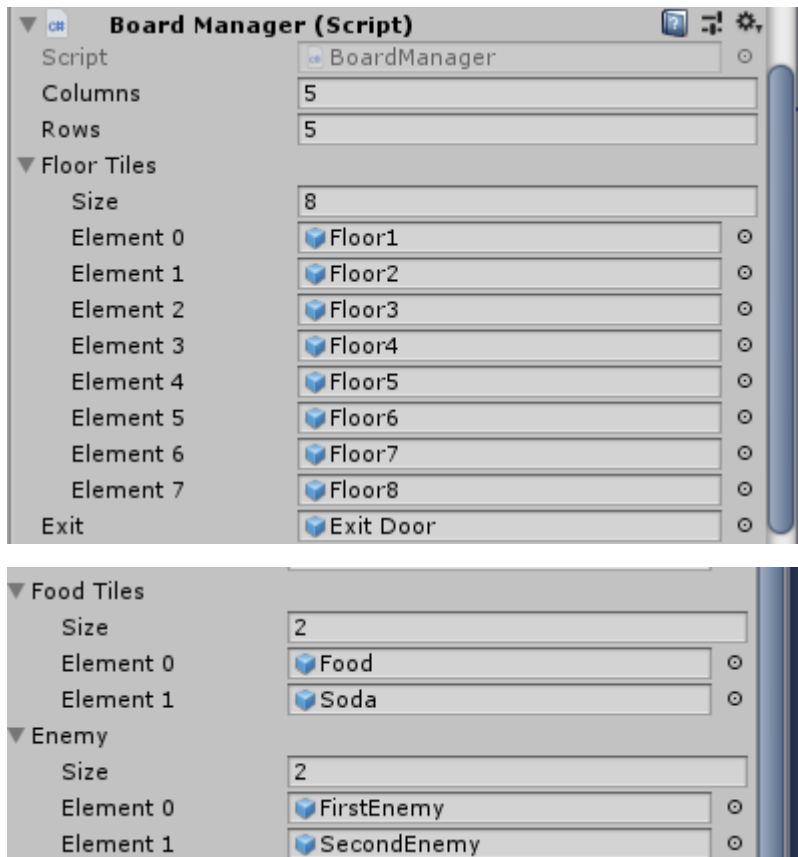 Board Manager (Script)
Script BoardManager
Columns 5
Rows 5
Floor Tiles
Size 8
Element 0 Floor1
Element 1 Floor2
Element 2 Floor3
Element 3 Floor4
Element 4 Floor5
Element 5 Floor6
Element 6 Floor7
Element 7 Floor8
Exit Exit Door
Food Tiles
Size 2
Element 0 Food
Element 1 Soda
Enemy
Size 2
Element 0 FirstEnemy
Element 1 SecondEnemy